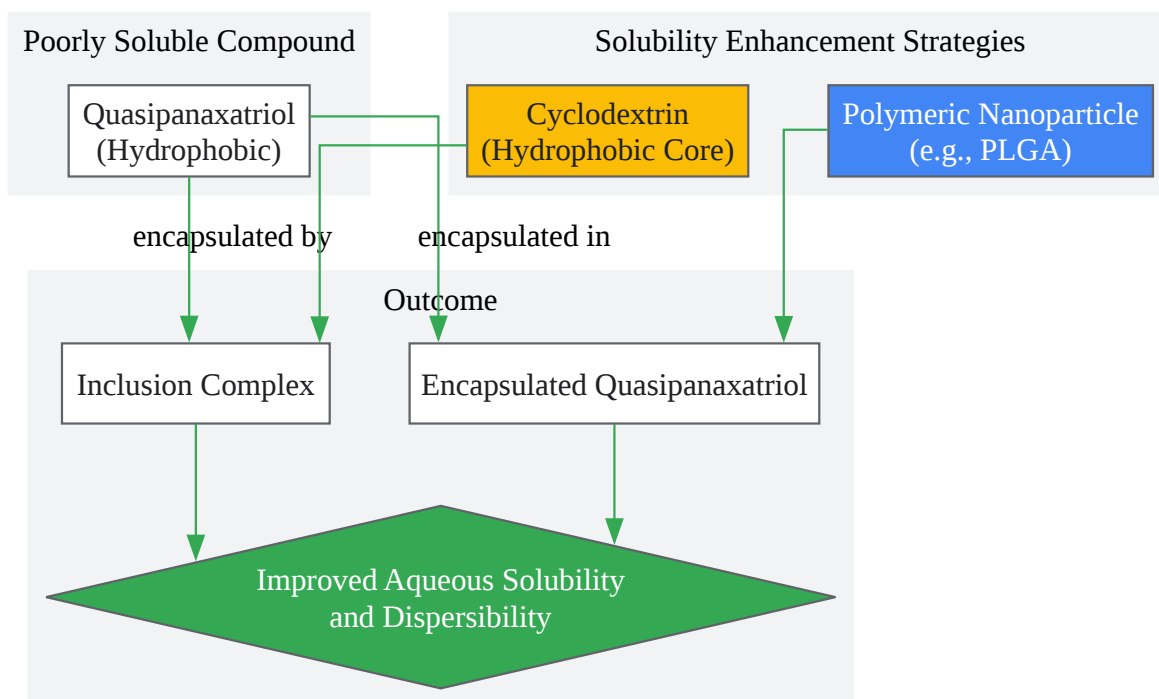 Poorly Soluble Compound
Solubility Enhancement Strategies
Quasipanaxatriol
(Hydrophobic)
Cyclodextrin
(Hydrophobic Core)
Polymeric Nanoparticle
(e.g., PLGA)
encapsulated by
encapsulated in
Outcome
Inclusion Complex
Encapsulated Quasipanaxatriol
Improved Aqueous Solubility
and Dispersibility